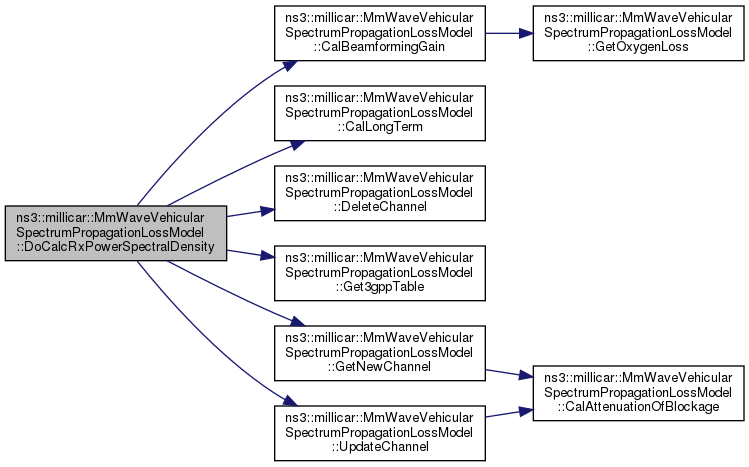 ns3::millicar::MmWaveVehicular
SpectrumPropagationLossModel
::DoCalcRxPowerSpectralDensity
ns3::millicar::MmWaveVehicular
SpectrumPropagationLossModel
::CalBeamformingGain
ns3::millicar::MmWaveVehicular
SpectrumPropagationLossModel
::GetOxygenLoss
ns3::millicar::MmWaveVehicular
SpectrumPropagationLossModel
::CalLongTerm
ns3::millicar::MmWaveVehicular
SpectrumPropagationLossModel
::DeleteChannel
ns3::millicar::MmWaveVehicular
SpectrumPropagationLossModel
::Get3gppTable
ns3::millicar::MmWaveVehicular
SpectrumPropagationLossModel
::GetNewChannel
ns3::millicar::MmWaveVehicular
SpectrumPropagationLossModel
::CalAttenuationOfBlockage
ns3::millicar::MmWaveVehicular
SpectrumPropagationLossModel
::UpdateChannel